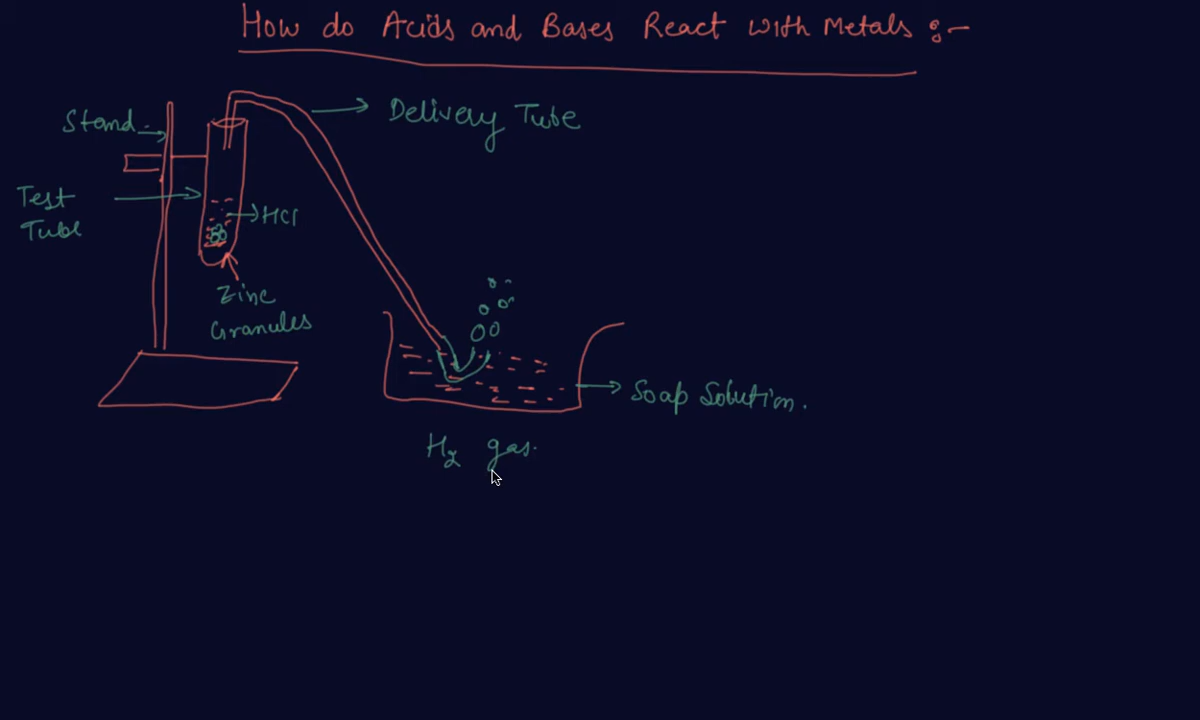 How do Acids and Bases React with Metals :-
Stand
Delivery Tube
Test
Tube
HCl
Zinc
Granules
Soap Solution.
H2 gas.